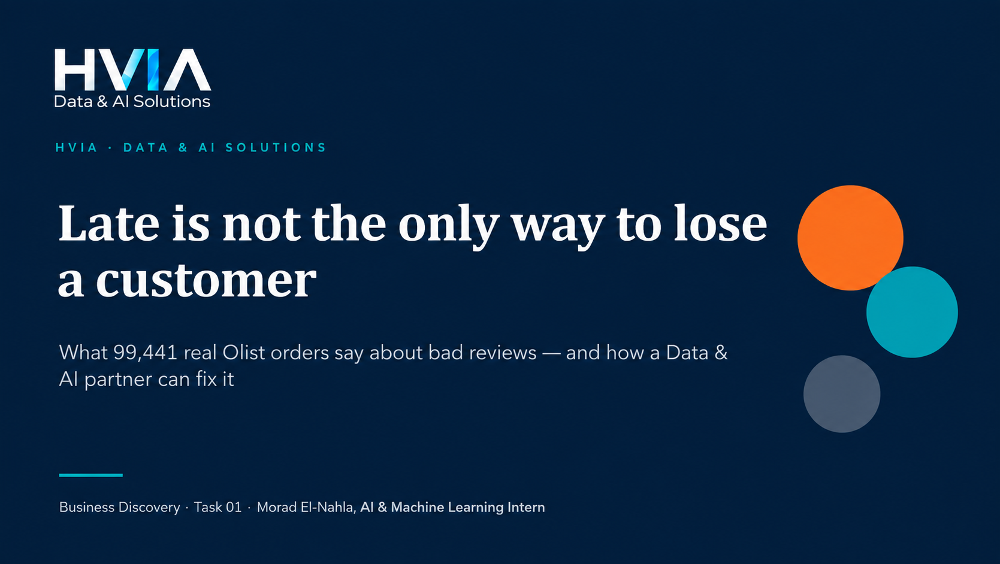 HVIA
Data & AI Solutions
HVIA · DATA & AI SOLUTIONS
Late is not the only way to lose
a customer
What 99,441 real Olist orders say about bad reviews — and how a Data &
AI partner can fix it
Business Discovery · Task 01 · Morad El-Nahla, AI & Machine Learning Intern